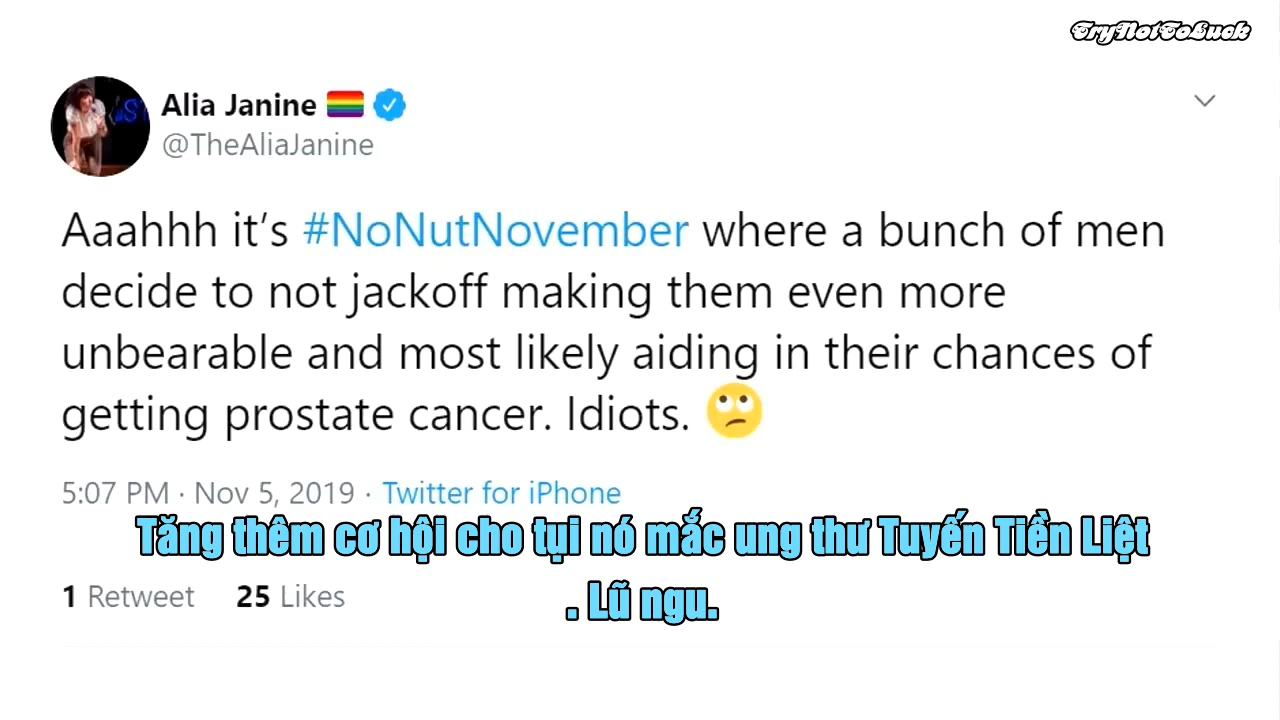 TryNotToLuck
Alia Janine 🏳️‍🌈
@TheAliaJanine
Aaahhh it’s #NoNutNovember where a bunch of men
decide to not jackoff making them even more
unbearable and most likely aiding in their chances of
getting prostate cancer. Idiots. 🙄
5:07 PM · Nov 5, 2019 · Twitter for iPhone
Tăng thêm cơ hội cho tụi nó mắc ung thư Tuyến Tiền Liệt
1 Retweet 25 Likes
. Lũ ngu.